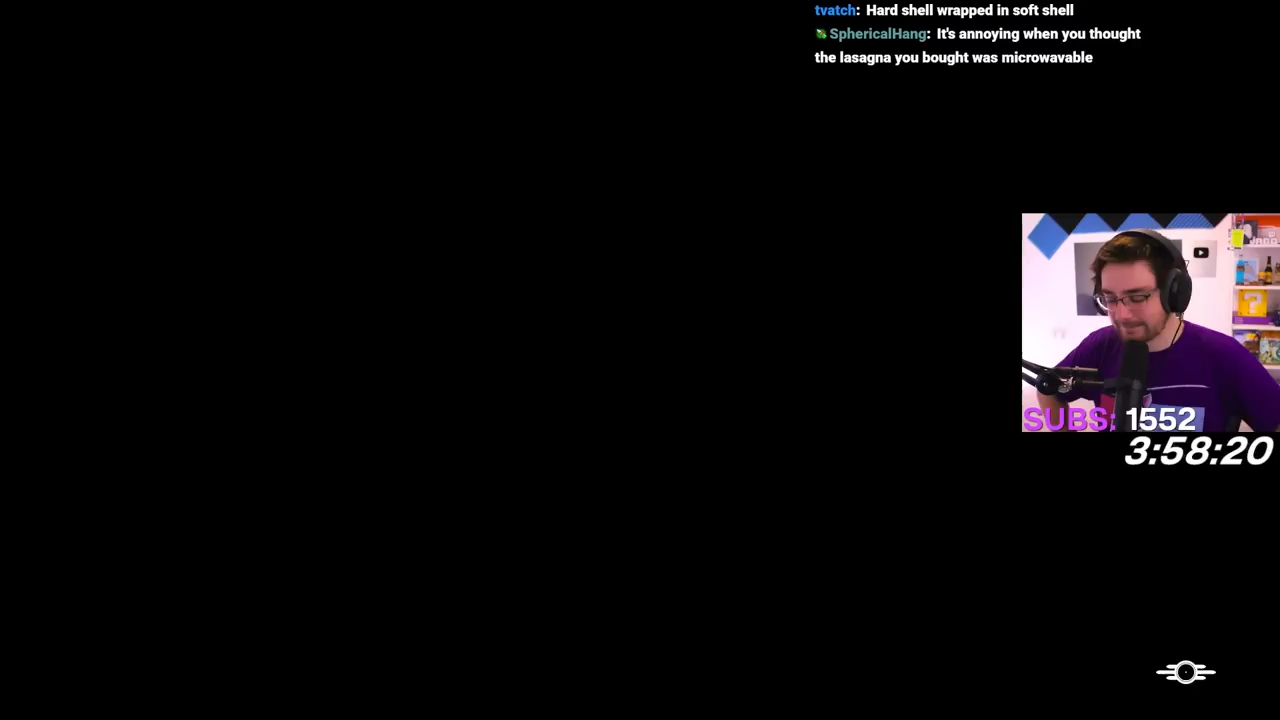 tvatch: Hard shell wrapped in soft shell
SphericalHang: It's annoying when you thought
the lasagna you bought was microwavable
SUBS: 1552
3:58:20